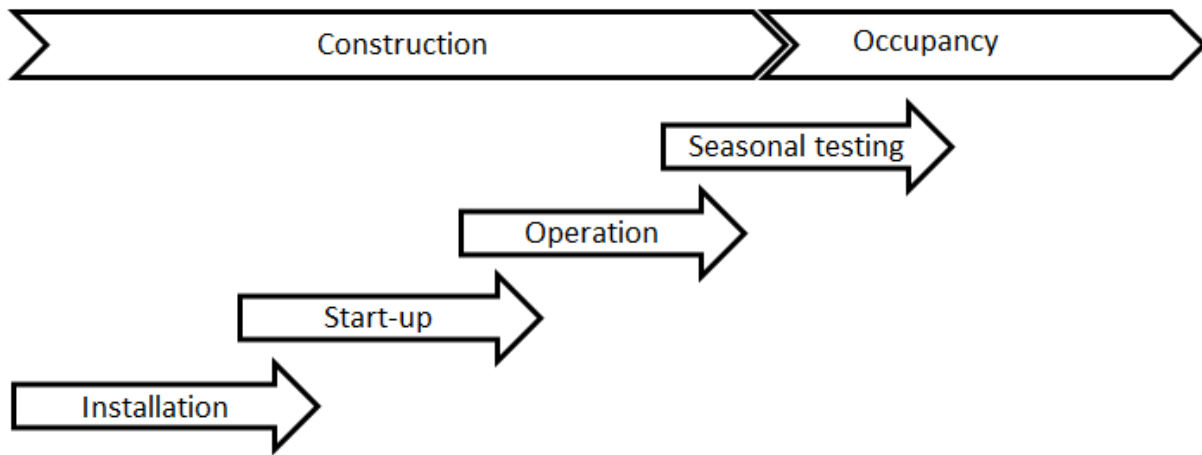 Construction
Occupancy
Seasonal testing
Operation
Start-up
Installation